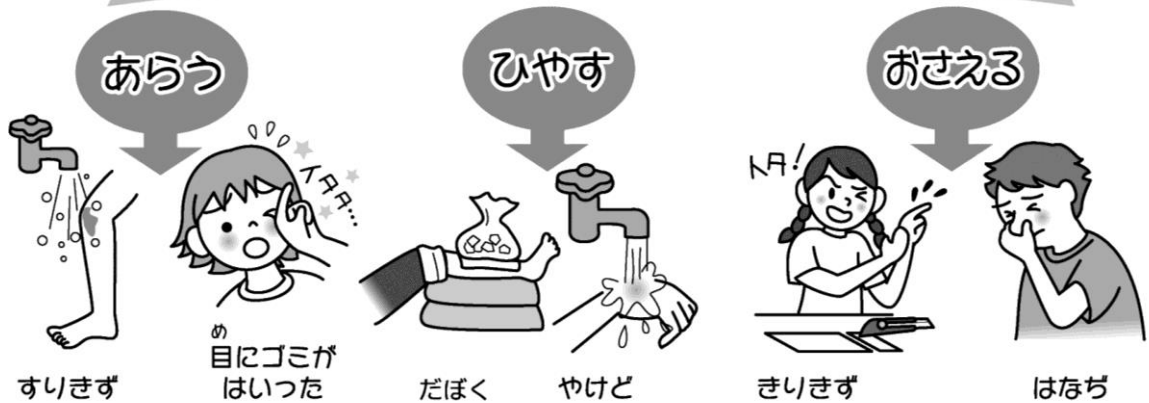 あらう
ひやす
おさえる
イタタ…
イタ!
め
目にゴミが
はいった
すりきず
だぼく
やけど
きりきず
はなぢ